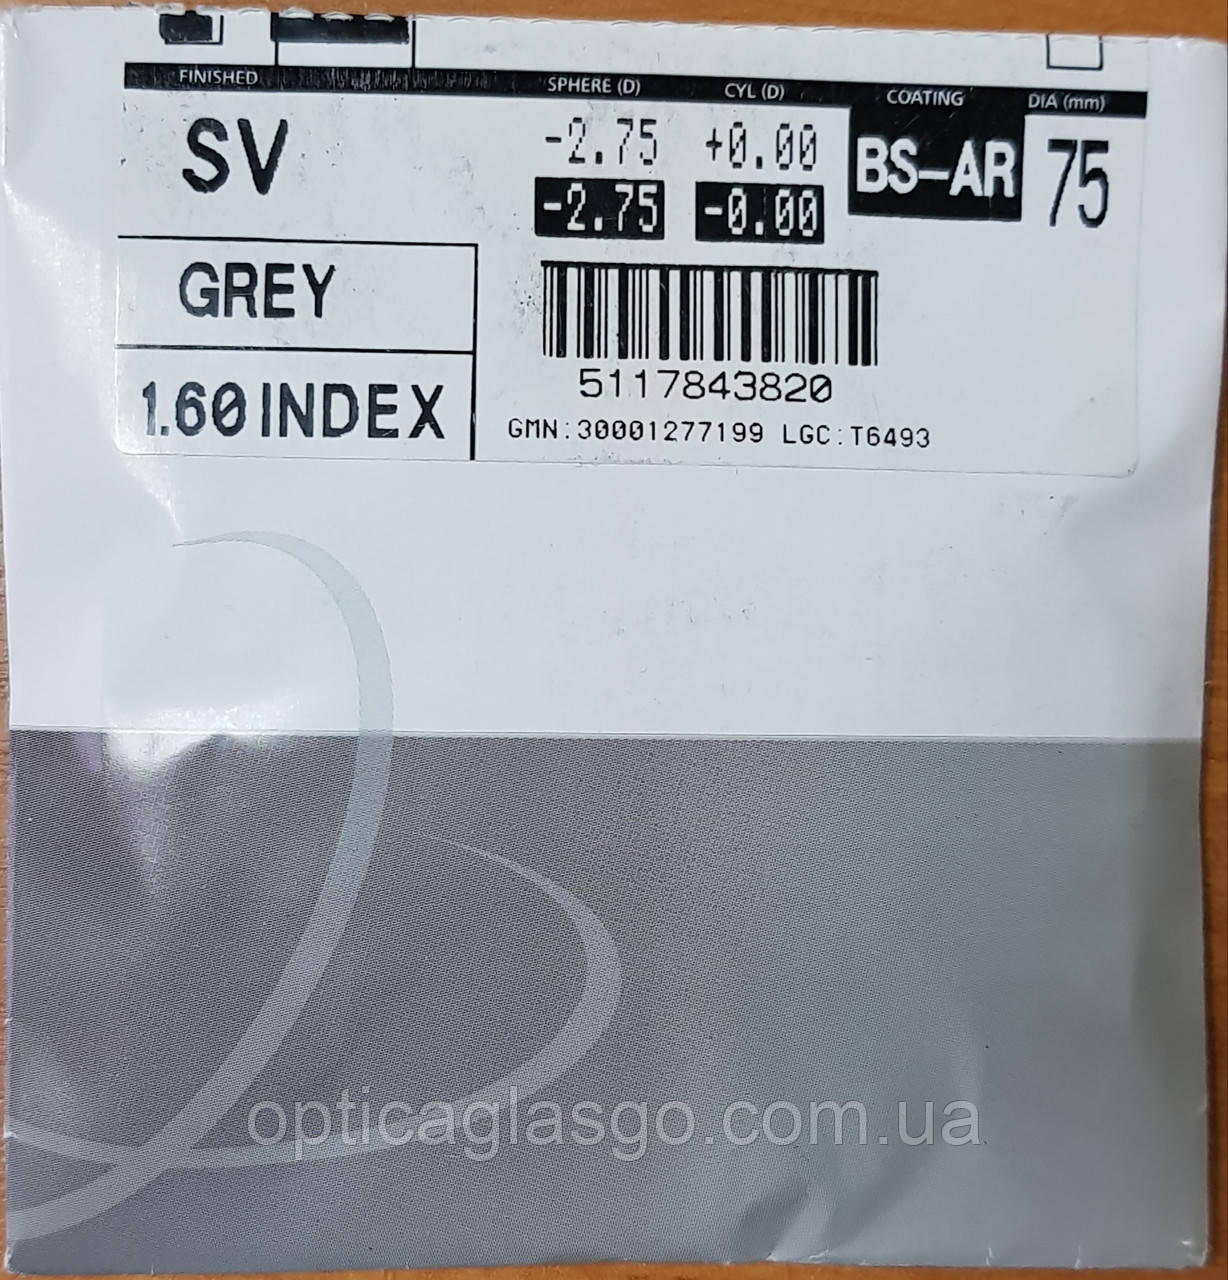 FINISHED SPHERE (D) CYL (D) COATING DIA (mm)
SV -2.75 +0.00 BS-AR 75
-2.75 -0.00
GREY
1.60 INDEX
5117843820
GMN:30001277199 LGC:T6493
opticaglasgo.com.ua